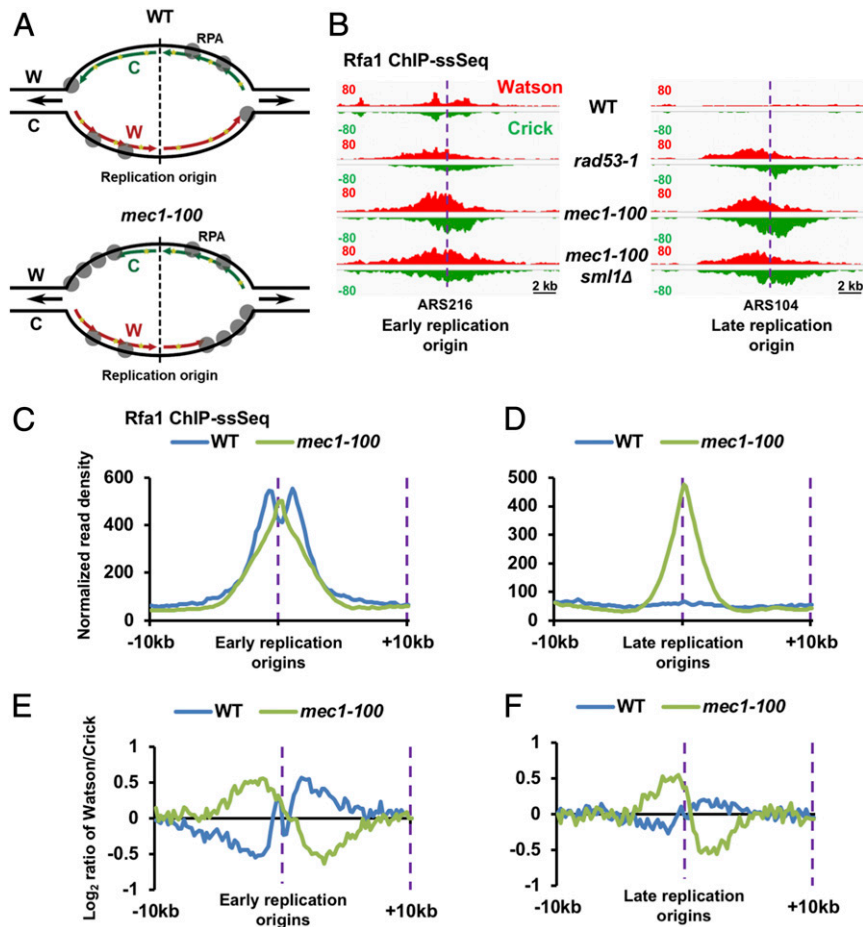 A
WT
RPA
W
C
C
W
Replication origin
mec1-100
RPA
W
C
C
W
Replication origin
B
Rfa1 ChIP-ssSeq
80
Watson
WT
80
-80
Crick
-80
80
rad53-1
80
-80
-80
80
mec1-100
80
-80
-80
80
mec1-100
80
-80
sml1Δ
-80
2 kb
2 kb
ARS216
ARS104
Early replication
origin
Late replication
origin
C
Rfa1 ChIP-ssSeq
WT
mec1-100
Normalized read density
600
400
200
0
-10kb
Early replication
origins
+10kb
D
WT
mec1-100
500
400
300
200
100
0
-10kb
Late replication
origins
+10kb
E
WT
mec1-100
Log2 ratio of Watson/Crick
1
0.5
0
-0.5
-1
-10kb
Early replication
origins
+10kb
F
WT
mec1-100
1
0.5
0
-0.5
-1
-10kb
Late replication
origins
+10kb